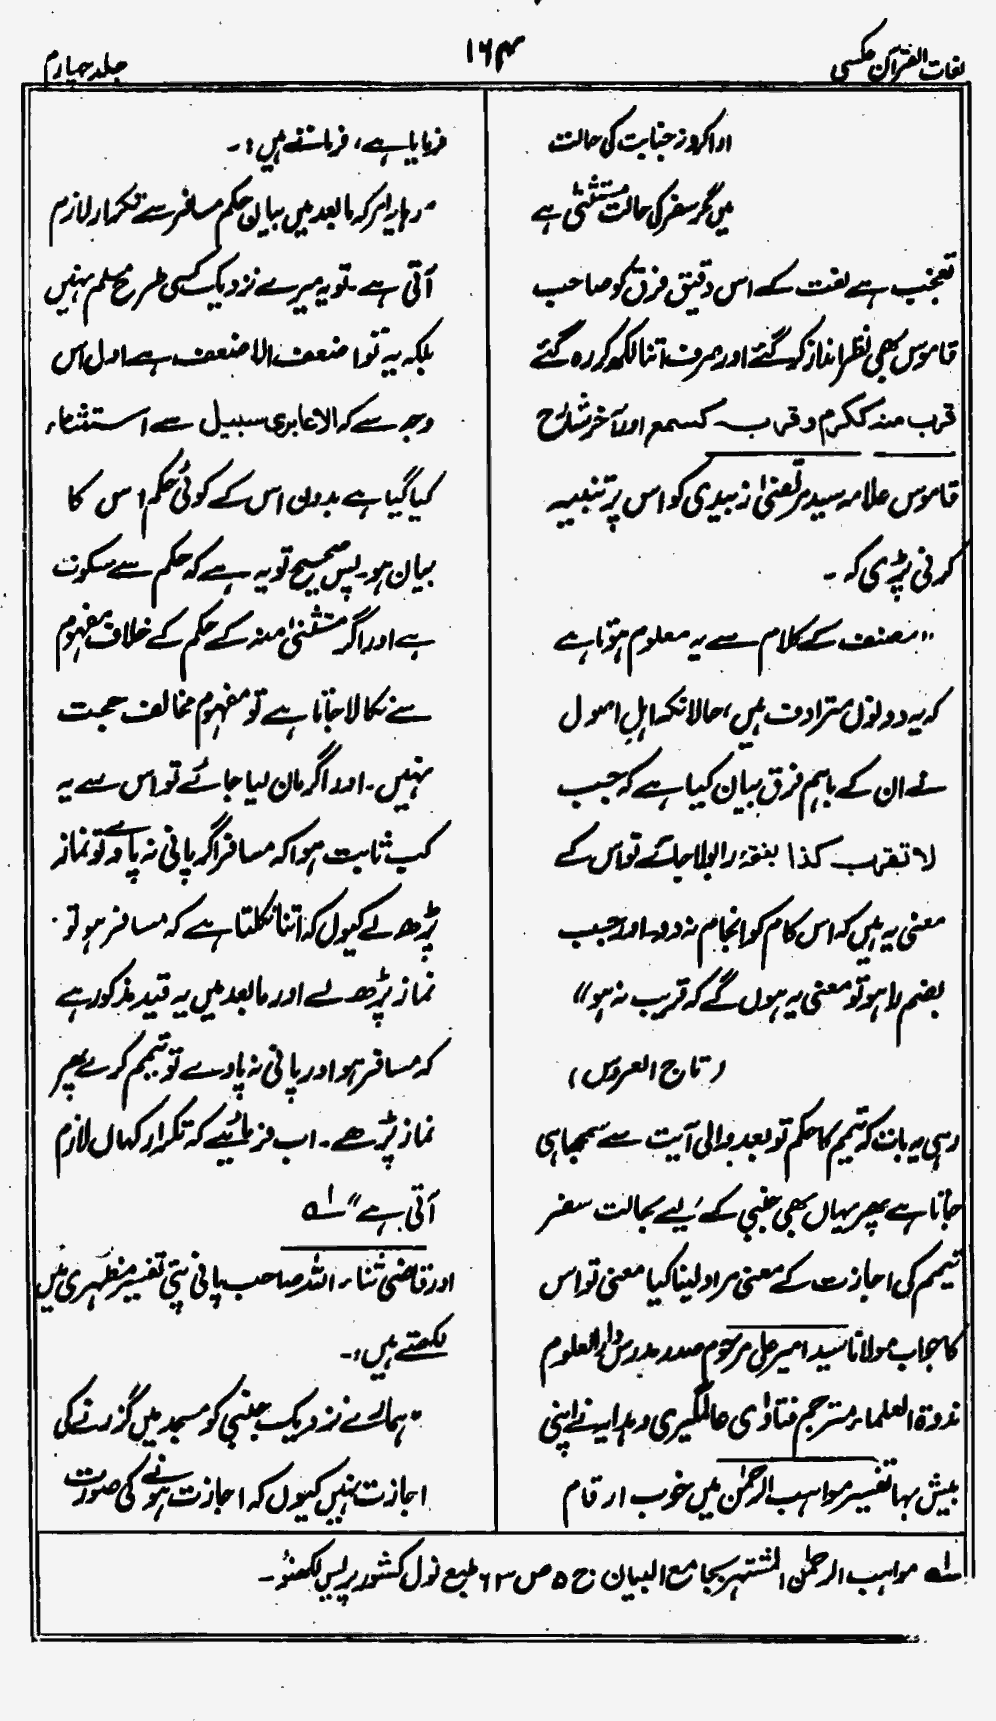 لغات القرآن عکسی
۱۶۴
جلد چہارم
ادا کرو نہ جنابت کی حالت
میں مگر سفر کی حالت مستثنیٰ ہے
تعجب ہے لغت کے اس دقیق فرق کو صاحب
قاموس بھی نظر انداز کر گئے اور صرف اتنا لکھ کر رہ گئے
قرب منہ ککرم و قرب کسمع اور آخر شارح
قاموس علامہ سید مرتضیٰ زبیدی کو اس پر تنبیہ
کرنی پڑی کہ ۔
"مصنف کے کلام سے یہ معلوم ہوتا ہے
کہ یہ دونوں مترادف ہیں، حالانکہ اہل اصول
نے ان کے باہم فرق بیان کیا ہے کہ جب
لا تقرب کذا بفتحۂ را بولا جائے تو اس کے
معنی یہ ہیں کہ اس کام کو انجام نہ دو۔ اور جب
بضم را ہو تو معنی یہ ہوں گے کہ قریب نہ ہو"
(تاج العروس)
رہی یہ بات کہ تیمم کا حکم تو بعد والی آیت سے سمجھا ہی
جاتا ہے پھر یہاں بھی جنبی کے لیے بحالت سفر
تیمم کی اجازت کے معنی مراد لینا کیا معنی تو اس
کا جواب مولانا سید امیر علی مرحوم صدر مدرس دار العلوم
ندوۃ العلماء مترجم فتاوٰی عالمگیری و ہدایہ نے اپنی
بیش بہا تفسیر مواہب الرحمٰن میں خوب ارقام
فرمایا ہے، فرماتے ہیں :۔
"رہا یہ امر کہ مابعد میں بیان حکم مسافر سے تکرار لازم
آتی ہے۔ تو یہ میرے نزدیک کسی طرح مسلم نہیں
بلکہ یہ تو اضعف الاضعف ہے اول اس
وجہ سے کہ الا عابری سبیل سے استثناء
کیا گیا ہے بدون اس کے کوئی حکم اس کا
بیان ہو۔ پس صحیح تو یہ ہے کہ حکم سے سکوت
ہے اور اگر مستثنیٰ منہ کے حکم کے خلاف مفہوم
سے نکالا جاتا ہے تو مفہوم مخالف حجت
نہیں۔ اور اگر مان لیا جائے تو اس سے یہ
کب ثابت ہوا کہ مسافر اگر پانی نہ پاوے تو نماز
پڑھ لے کیوں کہ اتنا نکلتا ہے کہ مسافر ہو تو
نماز پڑھ لے اور مابعد میں یہ قید مذکور ہے
کہ مسافر ہو اور پانی نہ پاوے تو تیمم کرے پھر
نماز پڑھے۔ اب فرمائیے کہ تکرار کہاں لازم
آتی ہے" لہ
اور قاضی ثناء اللہ صاحب پانی پتی تفسیر مظہری میں
لکھتے ہیں :۔
"ہمارے نزدیک جنبی کو مسجد میں گزرنے کی
اجازت نہیں کیوں کہ اجازت ہونے کی صورت
لہ مواہب الرحمٰن المشتہر بجامع البیان ج ۵ ص ۶۳ طبع نول کشور پریس لکھنؤ۔